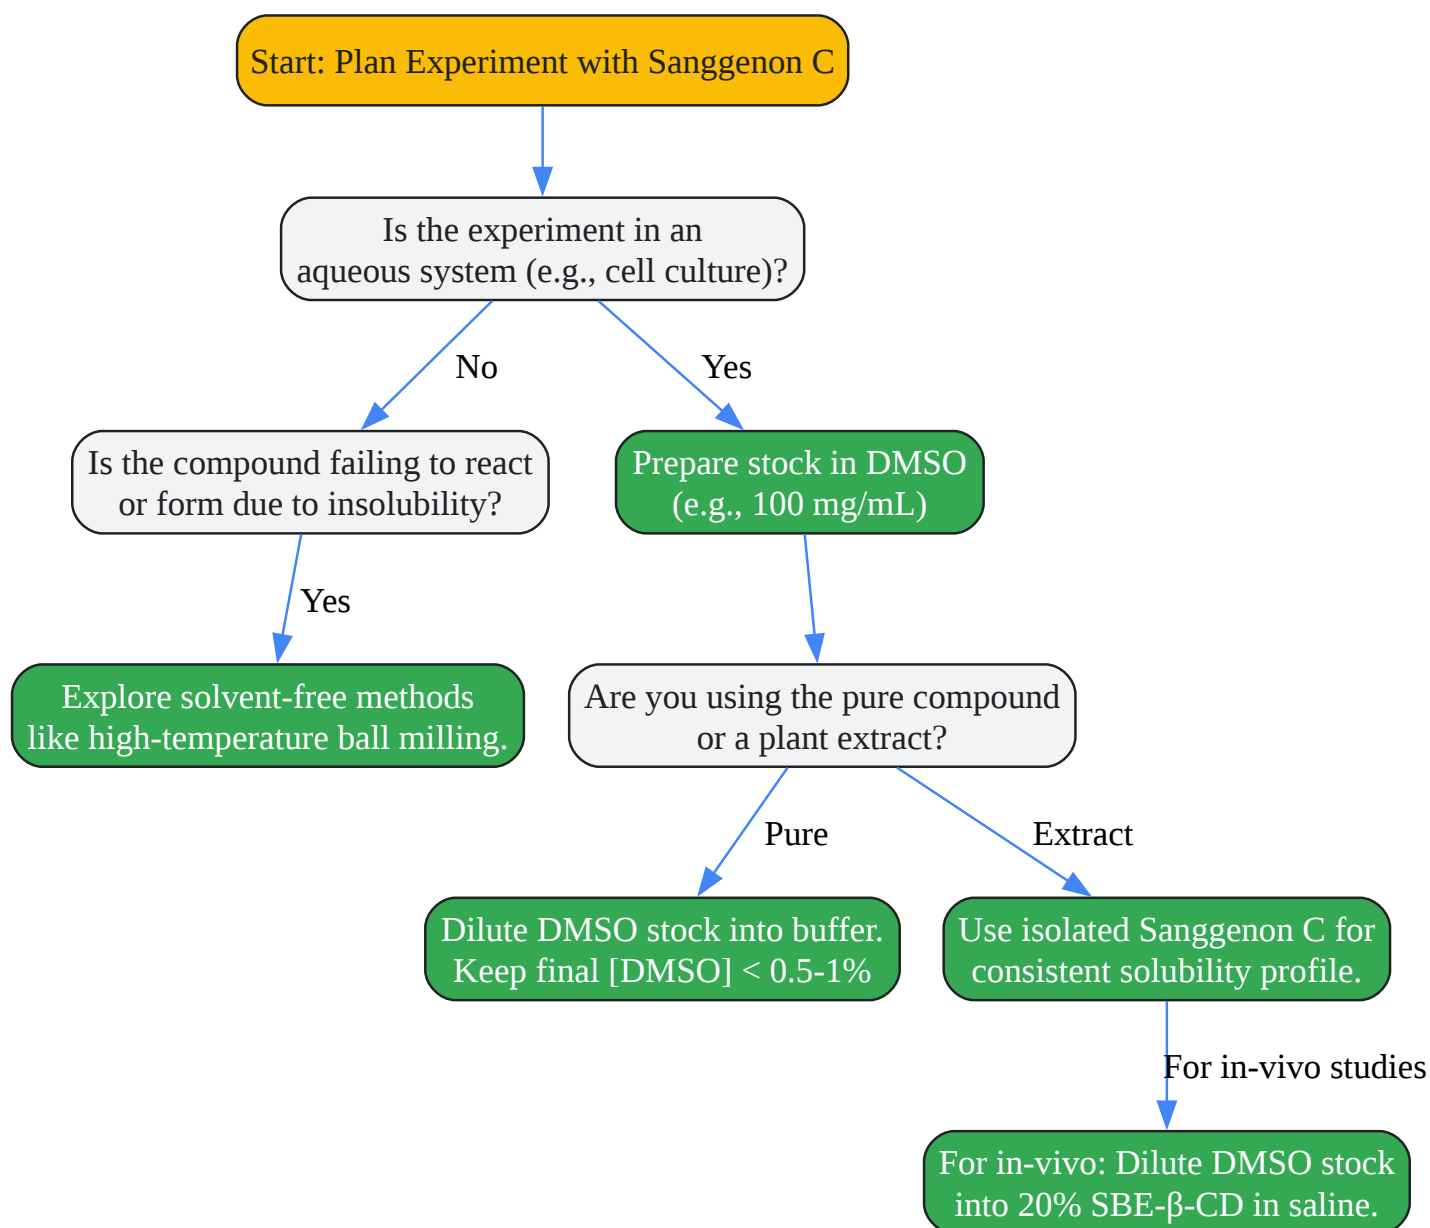 Start: Plan Experiment with Sanggenon C
Is the experiment in an
aqueous system (e.g., cell culture)?
No
Yes
Is the compound failing to react
or form due to insolubility?
Prepare stock in DMSO
(e.g., 100 mg/mL)
Yes
Explore solvent-free methods
like high-temperature ball milling.
Are you using the pure compound
or a plant extract?
Pure
Extract
Dilute DMSO stock into buffer.
Keep final [DMSO] < 0.5-1%
Use isolated Sanggenon C for
consistent solubility profile.
For in-vivo studies
For in-vivo: Dilute DMSO stock
into 20% SBE-β-CD in saline.